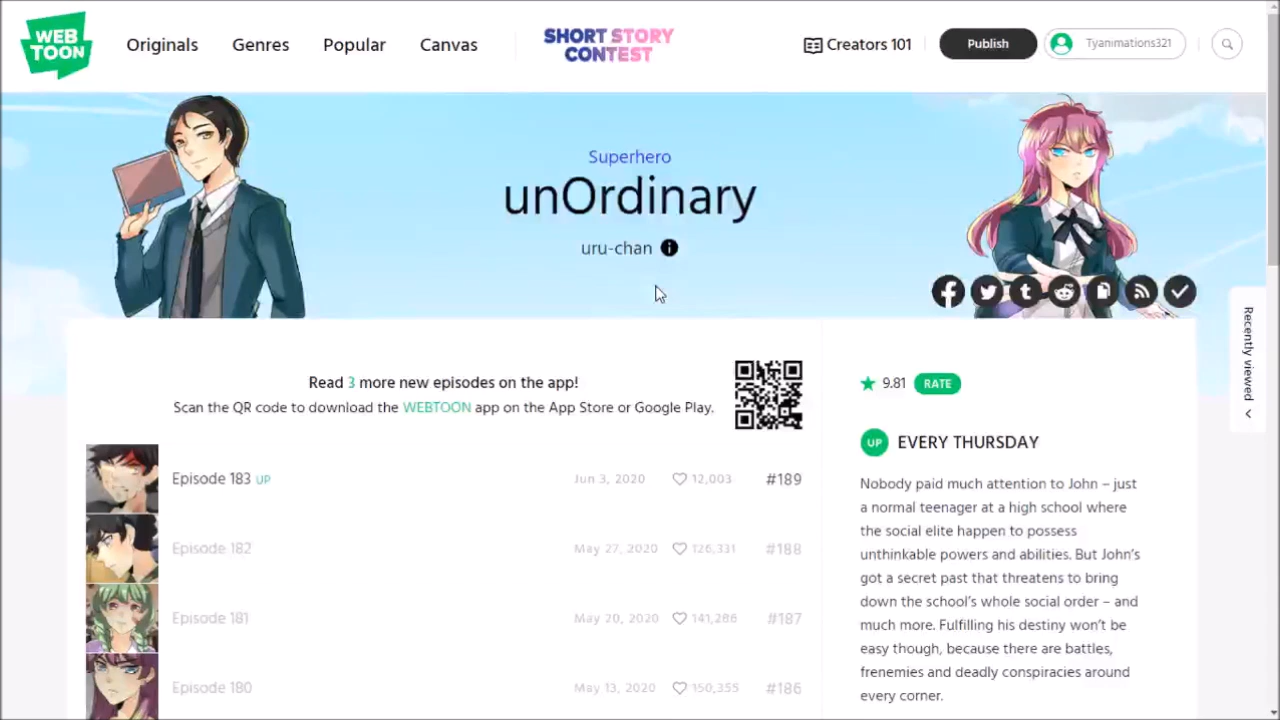 WEB
TOON
Originals
Genres
Popular
Canvas
SHORT STORY
CONTEST
Creators 101
Publish
Tyanimations321
Superhero
unOrdinary
uru-chan
Recently viewed
Read 3 more new episodes on the app!
Scan the QR code to download the WEBTOON app on the App Store or Google Play.
Episode 183 UP Jun 3, 2020 12,003 #189
Episode 182 May 27, 2020 126,331 #188
Episode 181 May 20, 2020 141,286 #187
Episode 180 May 13, 2020 150,355 #186
9.81 RATE
UP EVERY THURSDAY
Nobody paid much attention to John – just
a normal teenager at a high school where
the social elite happen to possess
unthinkable powers and abilities. But John's
got a secret past that threatens to bring
down the school's whole social order – and
much more. Fulfilling his destiny won't be
easy though, because there are battles,
frenemies and deadly conspiracies around
every corner.